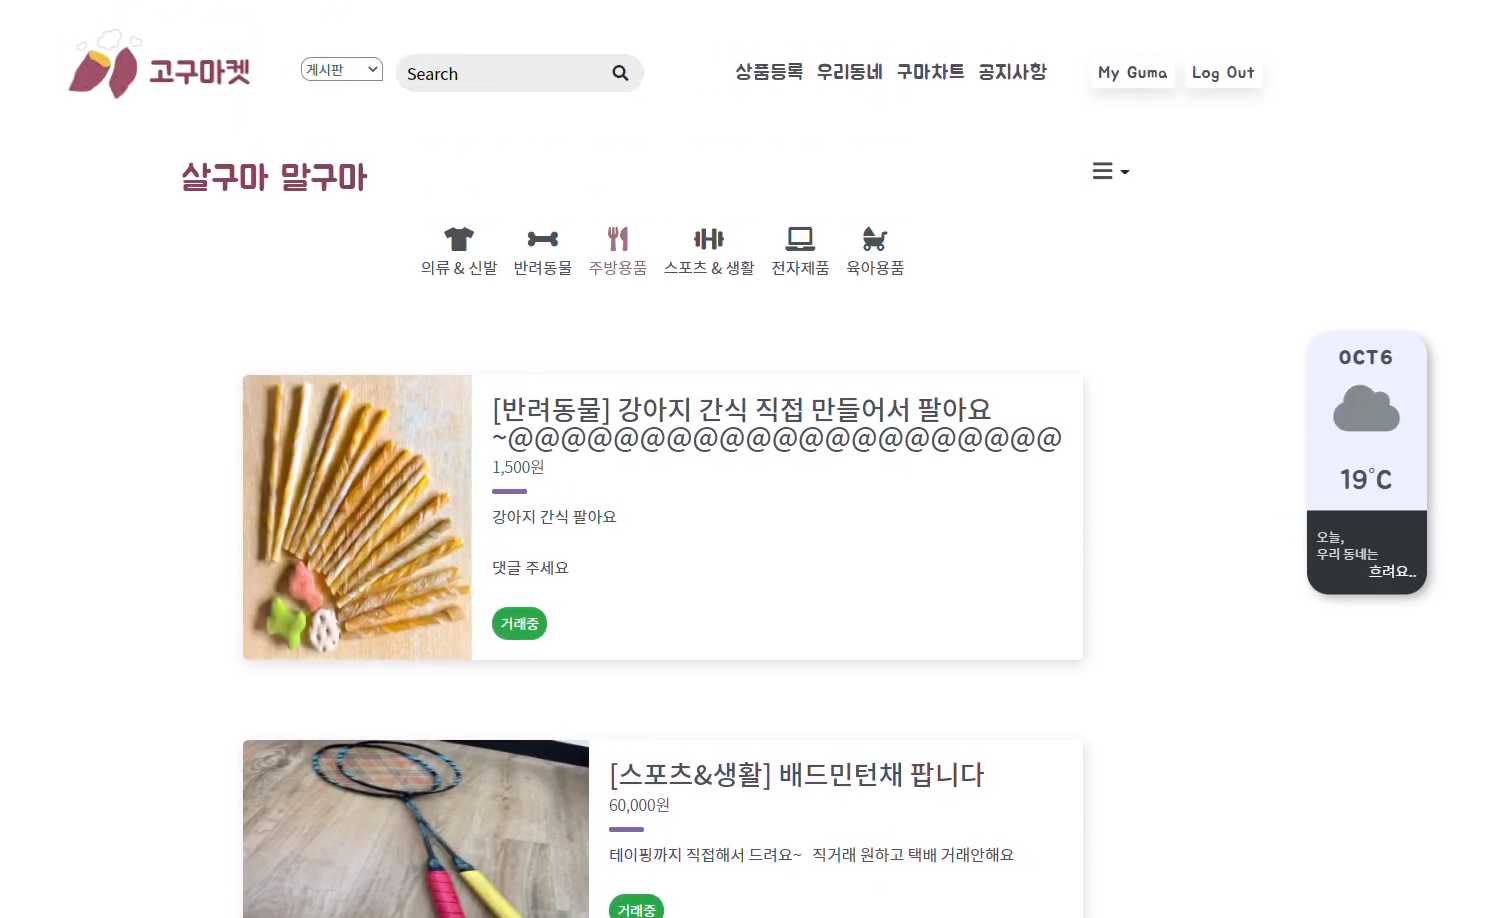 고구마켓
게시판
Search
상품등록 우리동네 구마차트 공지사항
My Guma
Log Out
살구마 말구마
의류 & 신발
반려동물
주방용품
스포츠 & 생활
전자제품
육아용품
[반려동물] 강아지 간식 직접 만들어서 팔아요
~@@@@@@@@@@@@@@@@@@@@@
1,500원
강아지 간식 팔아요
댓글 주세요
거래중
OCT6
19°C
오늘,
우리 동네는
흐려요..
[스포츠&생활] 배드민턴채 팝니다
60,000원
테이핑까지 직접해서 드려요~ 직거래 원하고 택배 거래안해요
거래중